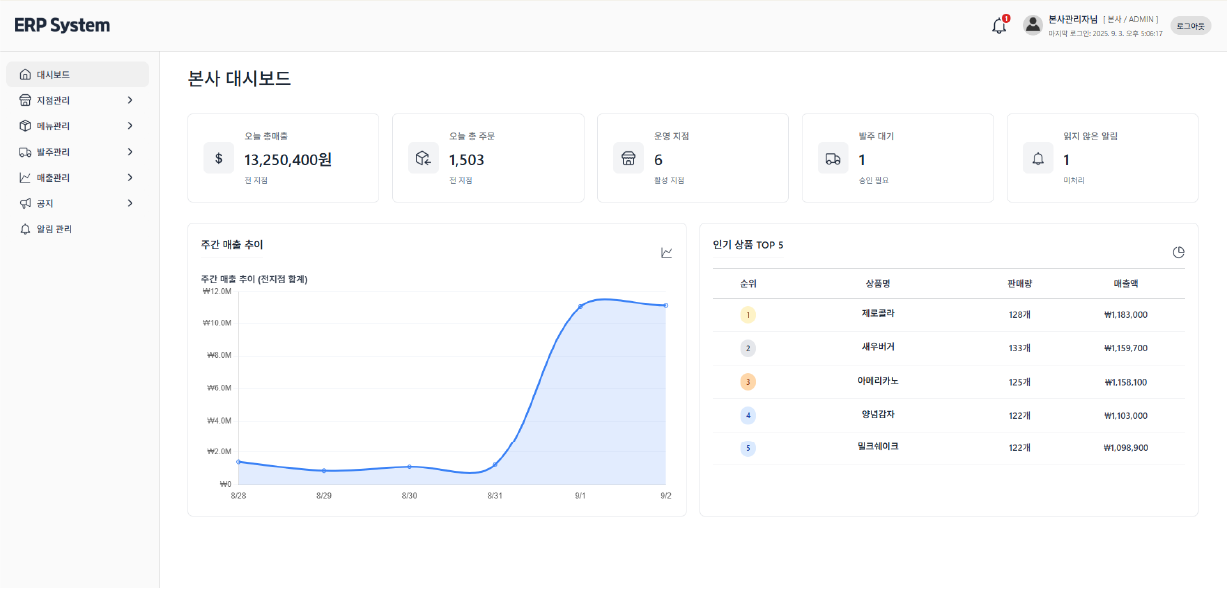 ERP System
1
본사관리자님 [ 본사 / ADMIN ]
마지막 로그인: 2025. 9. 3. 오후 5:06:17
로그아웃
대시보드
지점관리
메뉴관리
발주관리
매출관리
공지
알림 관리
본사 대시보드
오늘 총매출
$
13,250,400원
전 지점
오늘 총 주문
1,503
전 지점
운영 지점
6
활성 지점
발주 대기
1
승인 필요
읽지 않은 알림
1
미처리
주간 매출 추이
주간 매출 추이 (전지점 합계)
₩12.0M
₩10.0M
₩8.0M
₩6.0M
₩4.0M
₩2.0M
₩0
8/28 8/29 8/30 8/31 9/1 9/2
인기 상품 TOP 5
순위 상품명 판매량 매출액
1 제로콜라 128개 ₩1,183,000
2 새우버거 133개 ₩1,159,700
3 아메리카노 125개 ₩1,158,100
4 양념감자 122개 ₩1,103,000
5 밀크쉐이크 122개 ₩1,098,900